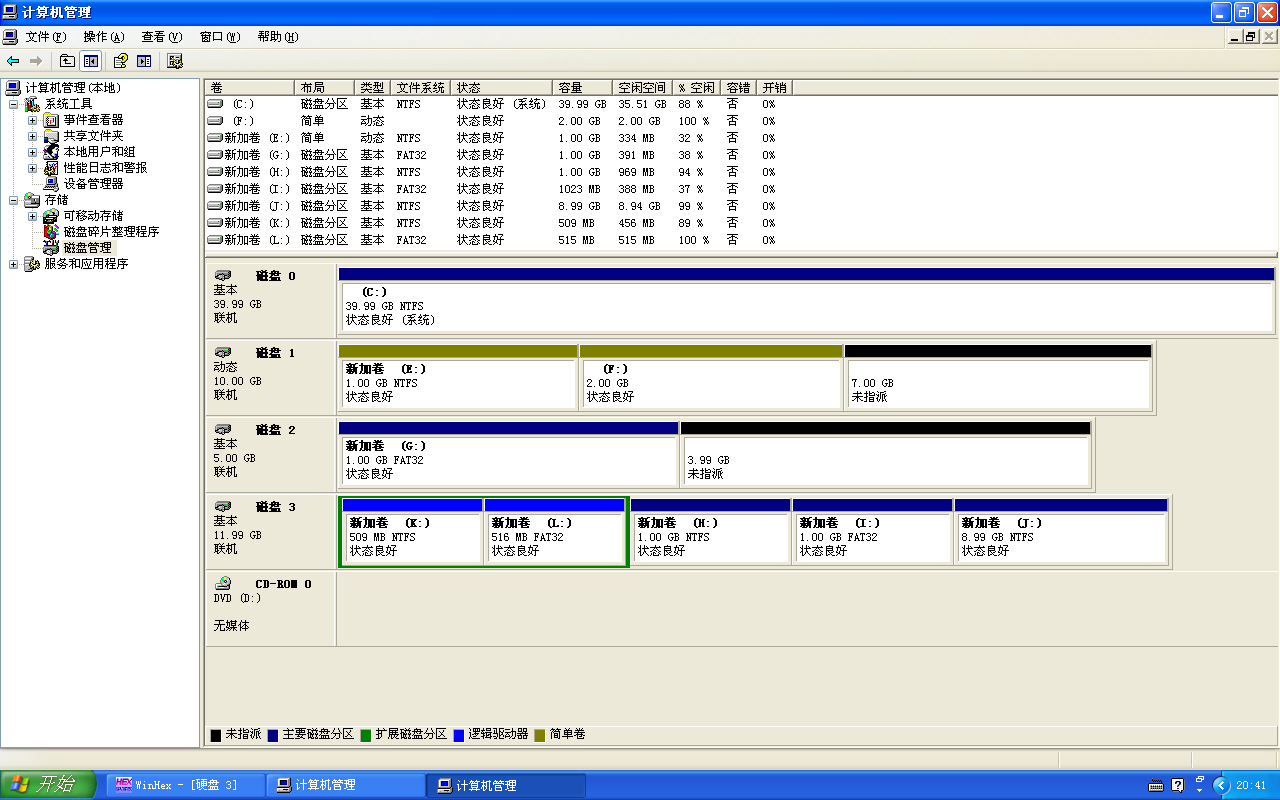 计算机管理
文件(F) 操作(A) 查看(V) 窗口(W) 帮助(H)
计算机管理(本地)
系统工具
事件查看器
共享文件夹
本地用户和组
性能日志和警报
设备管理器
存储
可移动存储
磁盘碎片整理程序
磁盘管理
服务和应用程序
卷 布局 类型 文件系统 状态 容量 空闲空间 % 空闲 容错 开销
(C:) 磁盘分区 基本 NTFS 状态良好 (系统) 39.99 GB 35.51 GB 88 % 否 0%
(F:) 简单 动态 状态良好 2.00 GB 2.00 GB 100 % 否 0%
新加卷 (E:) 简单 动态 NTFS 状态良好 1.00 GB 334 MB 32 % 否 0%
新加卷 (G:) 磁盘分区 基本 FAT32 状态良好 1.00 GB 391 MB 38 % 否 0%
新加卷 (H:) 磁盘分区 基本 NTFS 状态良好 1.00 GB 969 MB 94 % 否 0%
新加卷 (I:) 磁盘分区 基本 FAT32 状态良好 1023 MB 388 MB 37 % 否 0%
新加卷 (J:) 磁盘分区 基本 NTFS 状态良好 8.99 GB 8.94 GB 99 % 否 0%
新加卷 (K:) 磁盘分区 基本 NTFS 状态良好 509 MB 456 MB 89 % 否 0%
新加卷 (L:) 磁盘分区 基本 FAT32 状态良好 515 MB 515 MB 100 % 否 0%
磁盘 0
基本
39.99 GB
联机
(C:)
39.99 GB NTFS
状态良好 (系统)
磁盘 1
动态
10.00 GB
联机
新加卷 (E:)
1.00 GB NTFS
状态良好
(F:)
2.00 GB
状态良好
7.00 GB
未指派
磁盘 2
基本
5.00 GB
联机
新加卷 (G:)
1.00 GB FAT32
状态良好
3.99 GB
未指派
磁盘 3
基本
11.99 GB
联机
新加卷 (K:)
509 MB NTFS
状态良好
新加卷 (L:)
516 MB FAT32
状态良好
新加卷 (H:)
1.00 GB NTFS
状态良好
新加卷 (I:)
1.00 GB FAT32
状态良好
新加卷 (J:)
8.99 GB NTFS
状态良好
CD-ROM 0
DVD (D:)
无媒体
未指派 主要磁盘分区 扩展磁盘分区 逻辑驱动器 简单卷
开始 WinHex - [硬盘 3] 计算机管理 计算机管理 20:41